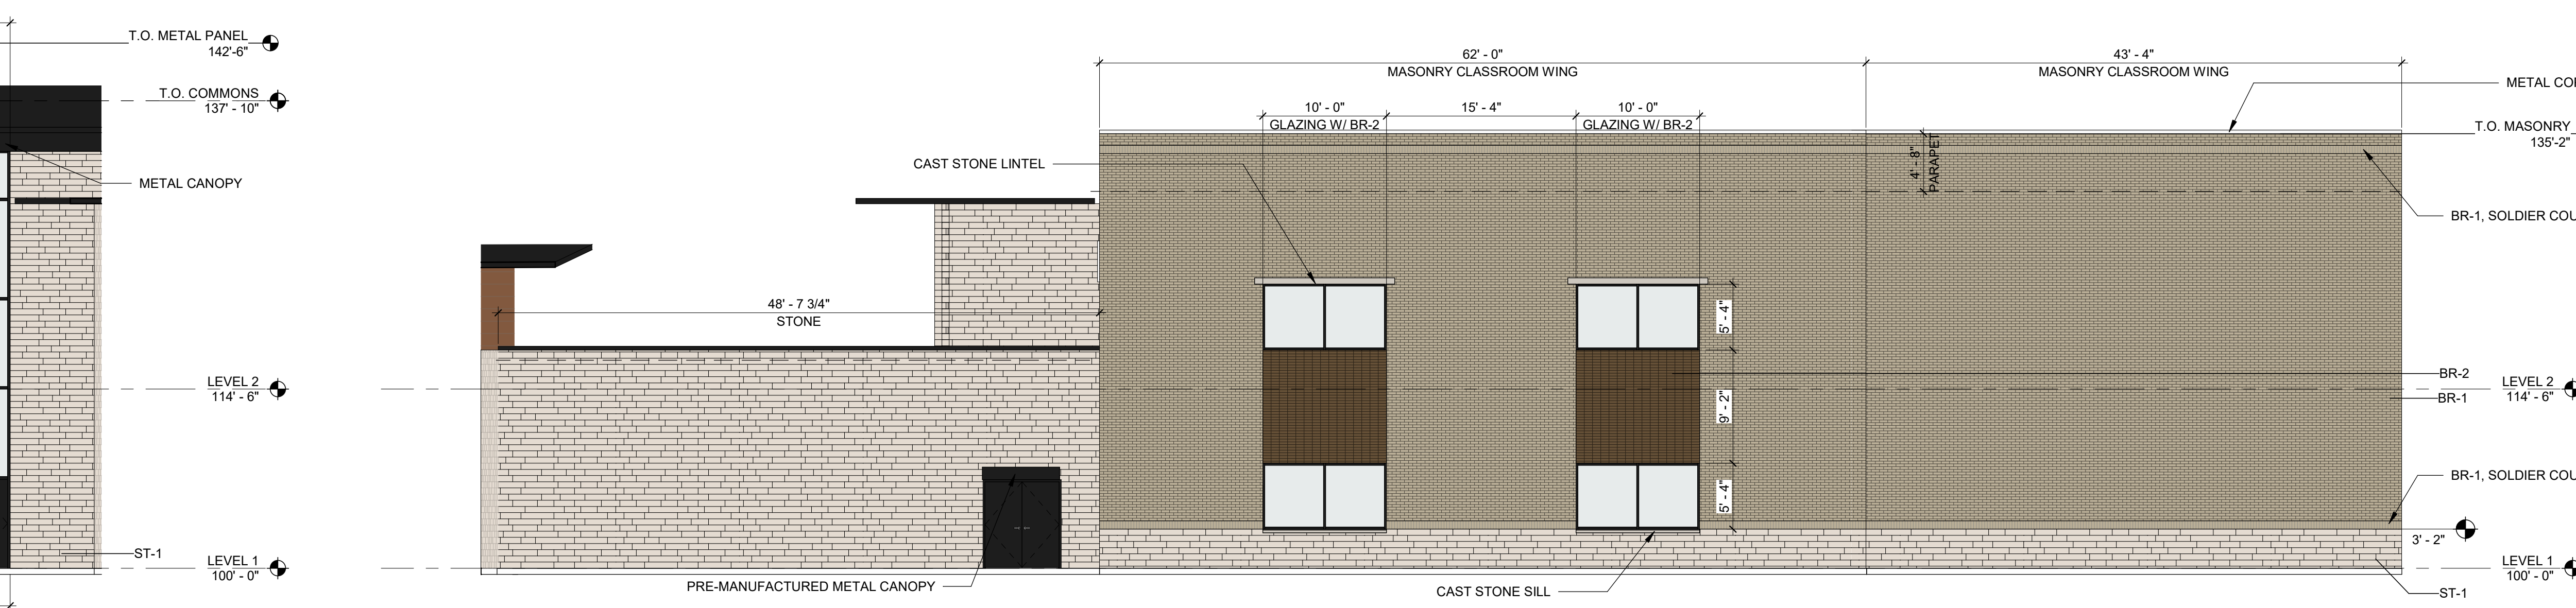 T.O. METAL PANEL
142'-6"
T.O. COMMONS
137' - 10"
METAL CANOPY
LEVEL 2
114' - 6"
ST-1
LEVEL 1
100' - 0"
48' - 7 3/4"
STONE
PRE-MANUFACTURED METAL CANOPY
CAST STONE LINTEL
62' - 0"
MASONRY CLASSROOM WING
43' - 4"
MASONRY CLASSROOM WING
10' - 0"
15' - 4"
10' - 0"
GLAZING W/ BR-2
GLAZING W/ BR-2
4' - 8"
PARAPET
5' - 4"
9' - 2"
5' - 4"
CAST STONE SILL
METAL CO
T.O. MASONRY
135'-2"
BR-1, SOLDIER COU
BR-2
LEVEL 2
114' - 6"
BR-1
BR-1, SOLDIER COU
3' - 2"
LEVEL 1
100' - 0"
ST-1